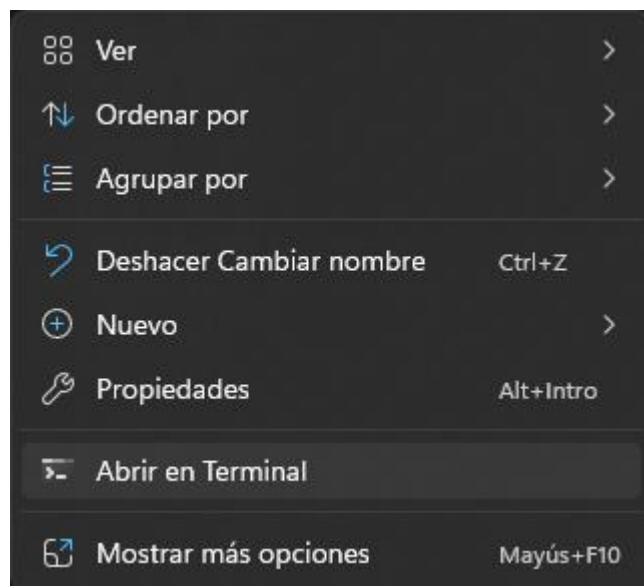 Ver
Ordenar por
Agrupar por
Deshacer Cambiar nombre Ctrl+Z
Nuevo
Propiedades Alt+Intro
Abrir en Terminal
Mostrar más opciones Mayús+F10